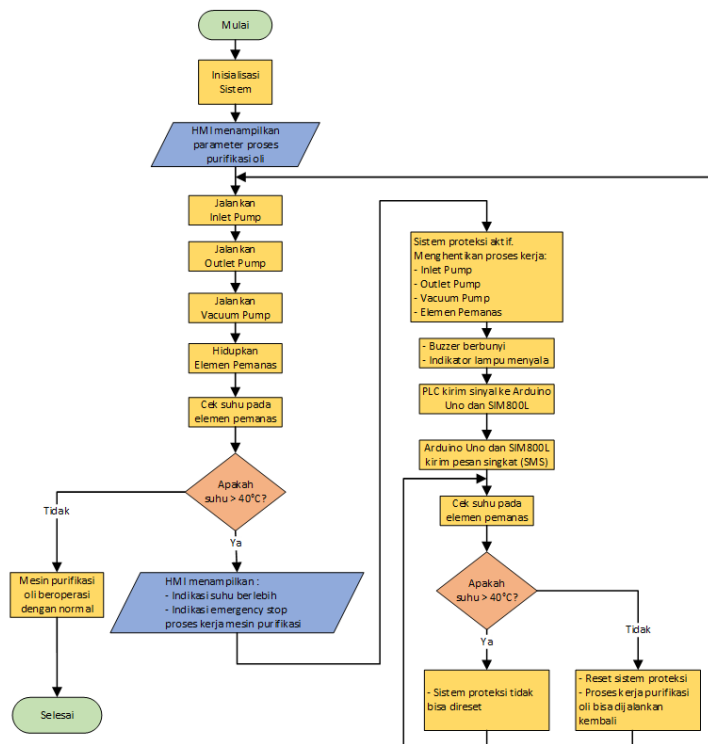 Mulai
Inisialisasi
Sistem
HMI menampilkan
parameter proses
purifikasi oli
Jalankan
Inlet Pump
Jalankan
Outlet Pump
Jalankan
Vacuum Pump
Hidupkan
Elemen Pemanas
Cek suhu pada
elemen pemanas
Apakah
suhu > 40°C?
Tidak
Ya
Mesin purifikasi
oli beroperasi
dengan normal
Selesai
HMI menampilkan :
- Indikasi suhu berlebih
- Indikasi emergency stop
proses kerja mesin purifikasi
Sistem proteksi aktif.
Menghentikan proses kerja:
- Inlet Pump
- Outlet Pump
- Vacuum Pump
- Elemen Pemanas
- Buzzer berbunyi
- Indikator lampu menyala
PLC kirim sinyal ke Arduino
Uno dan SIM800L
Arduino Uno dan SIM800L
kirim pesan singkat (SMS)
Cek suhu pada
elemen pemanas
Apakah
suhu > 40°C?
Ya
Tidak
- Sistem proteksi tidak
bisa direset
- Reset sistem proteksi
- Proses kerja purifikasi
oli bisa dijalankan
kembali